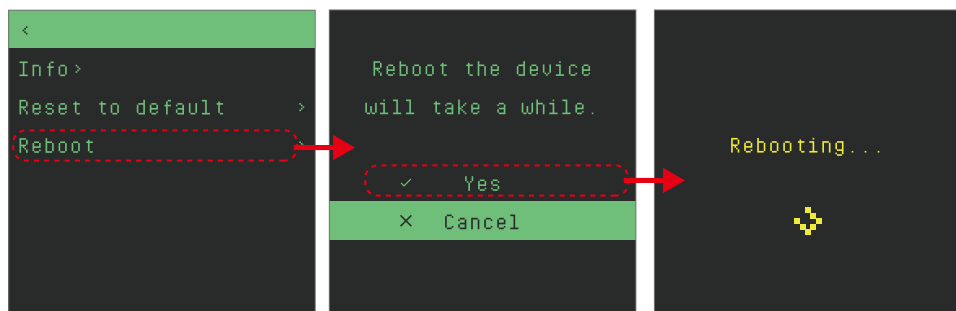 <
Info>
Reset to default >
Reboot >
Reboot the device
will take a while.
✓ Yes
× Cancel
Rebooting...